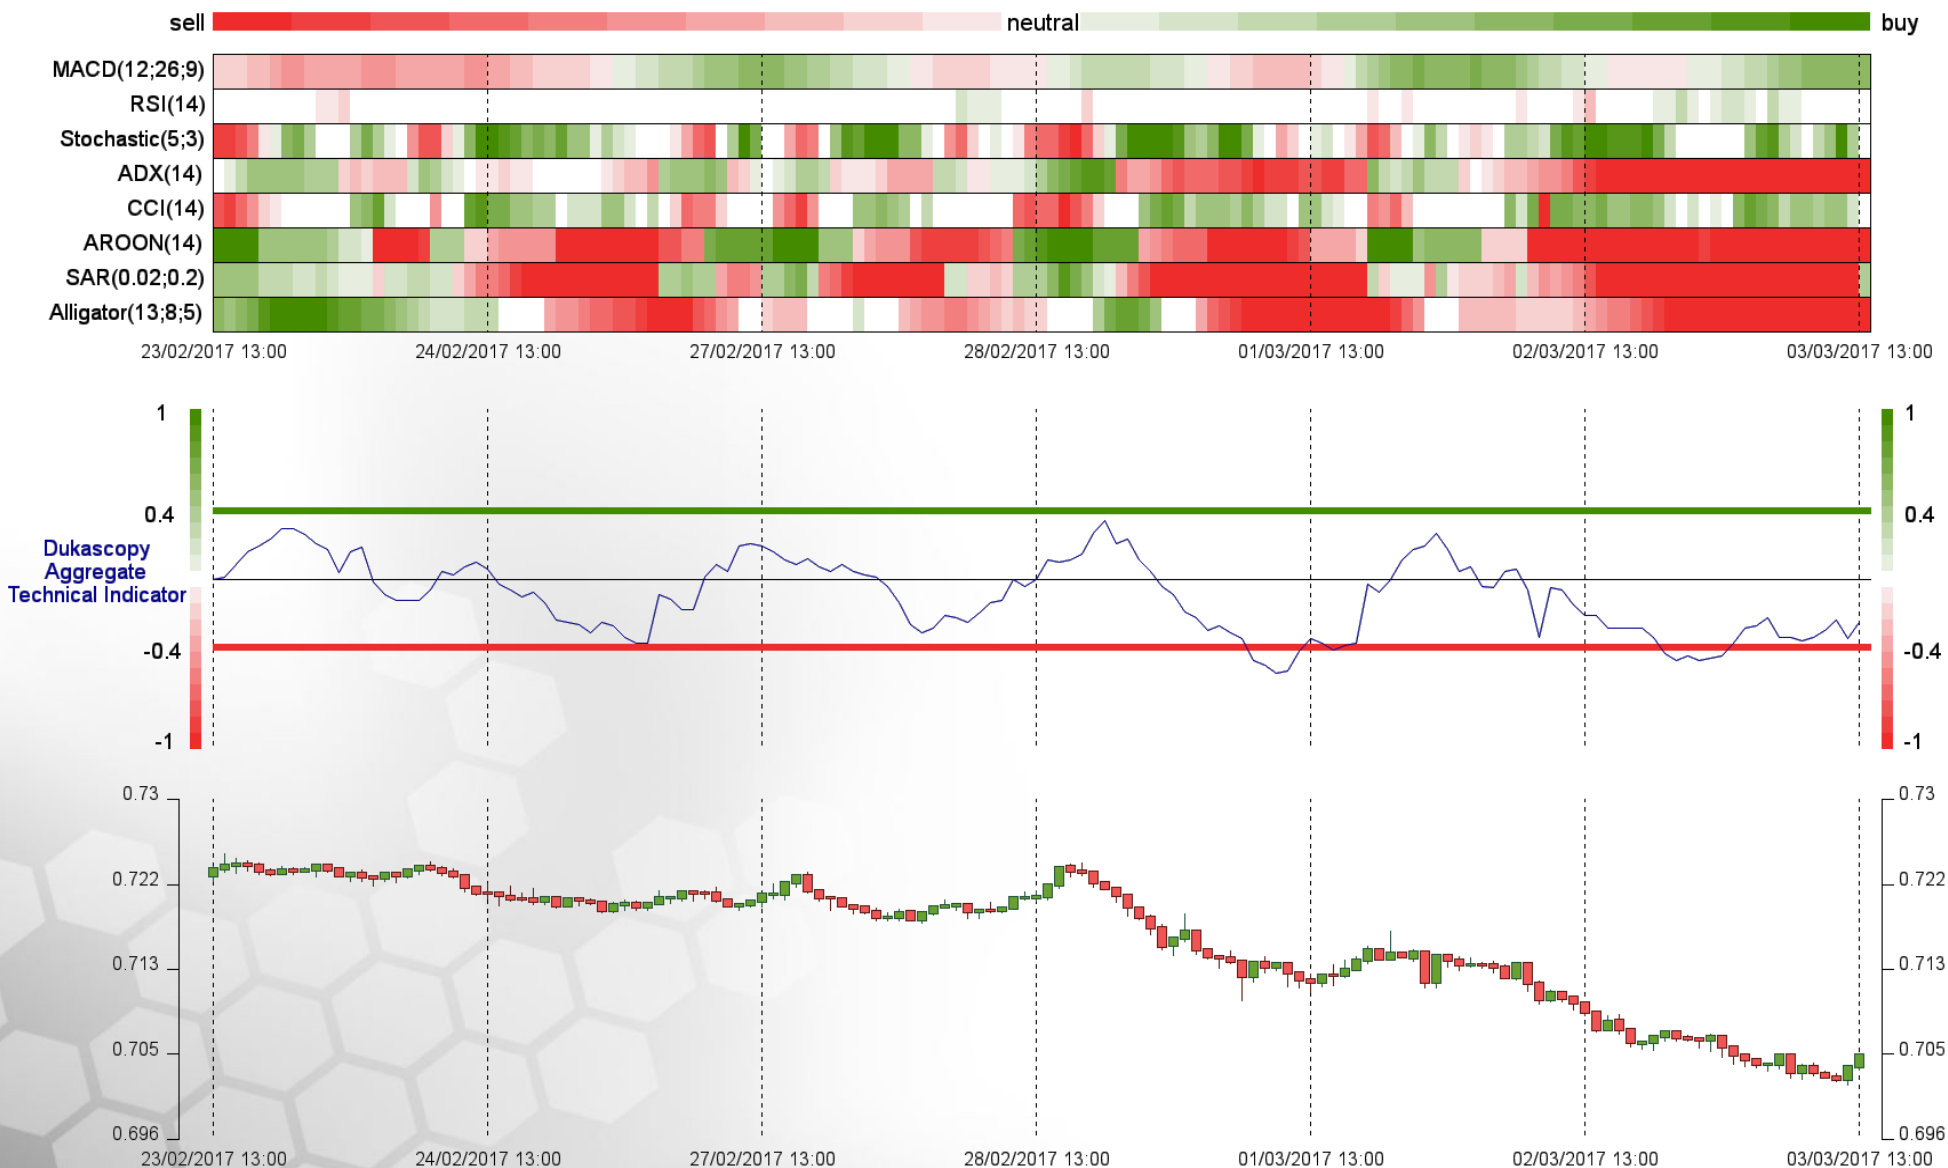 sell neutral buy
MACD(12;26;9)
RSI(14)
Stochastic(5;3)
ADX(14)
CCI(14)
AROON(14)
SAR(0.02;0.2)
Alligator(13;8;5)
23/02/2017 13:00 24/02/2017 13:00 27/02/2017 13:00 28/02/2017 13:00 01/03/2017 13:00 02/03/2017 13:00 03/03/2017 13:00
1 1
0.4 0.4
Dukascopy
Aggregate
Technical Indicator
-0.4 -0.4
-1 -1
0.73 0.73
0.722 0.722
0.713 0.713
0.705 0.705
0.696 0.696
23/02/2017 13:00 24/02/2017 13:00 27/02/2017 13:00 28/02/2017 13:00 01/03/2017 13:00 02/03/2017 13:00 03/03/2017 13:00